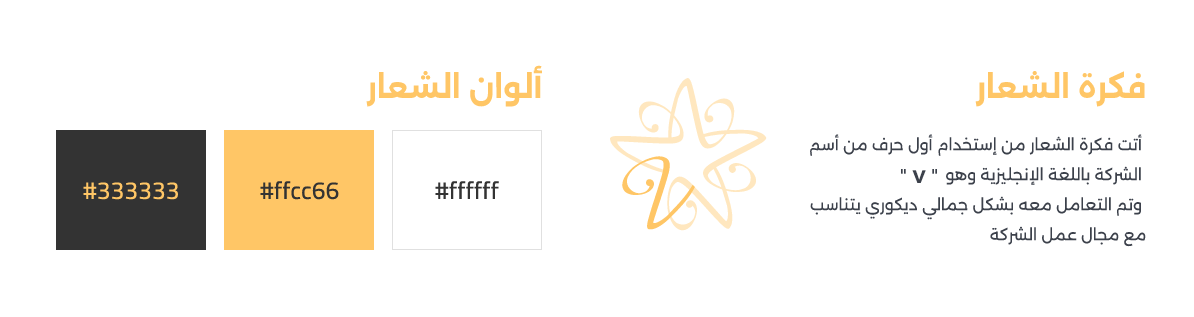 فكرة الشعار
أتت فكرة الشعار من إستخدام أول حرف من أسم
الشركة باللغة الإنجليزية وهو " V "
وتم التعامل معه بشكل جمالي ديكوري يتناسب
مع مجال عمل الشركة
ألوان الشعار
#ffffff
#ffcc66
#333333